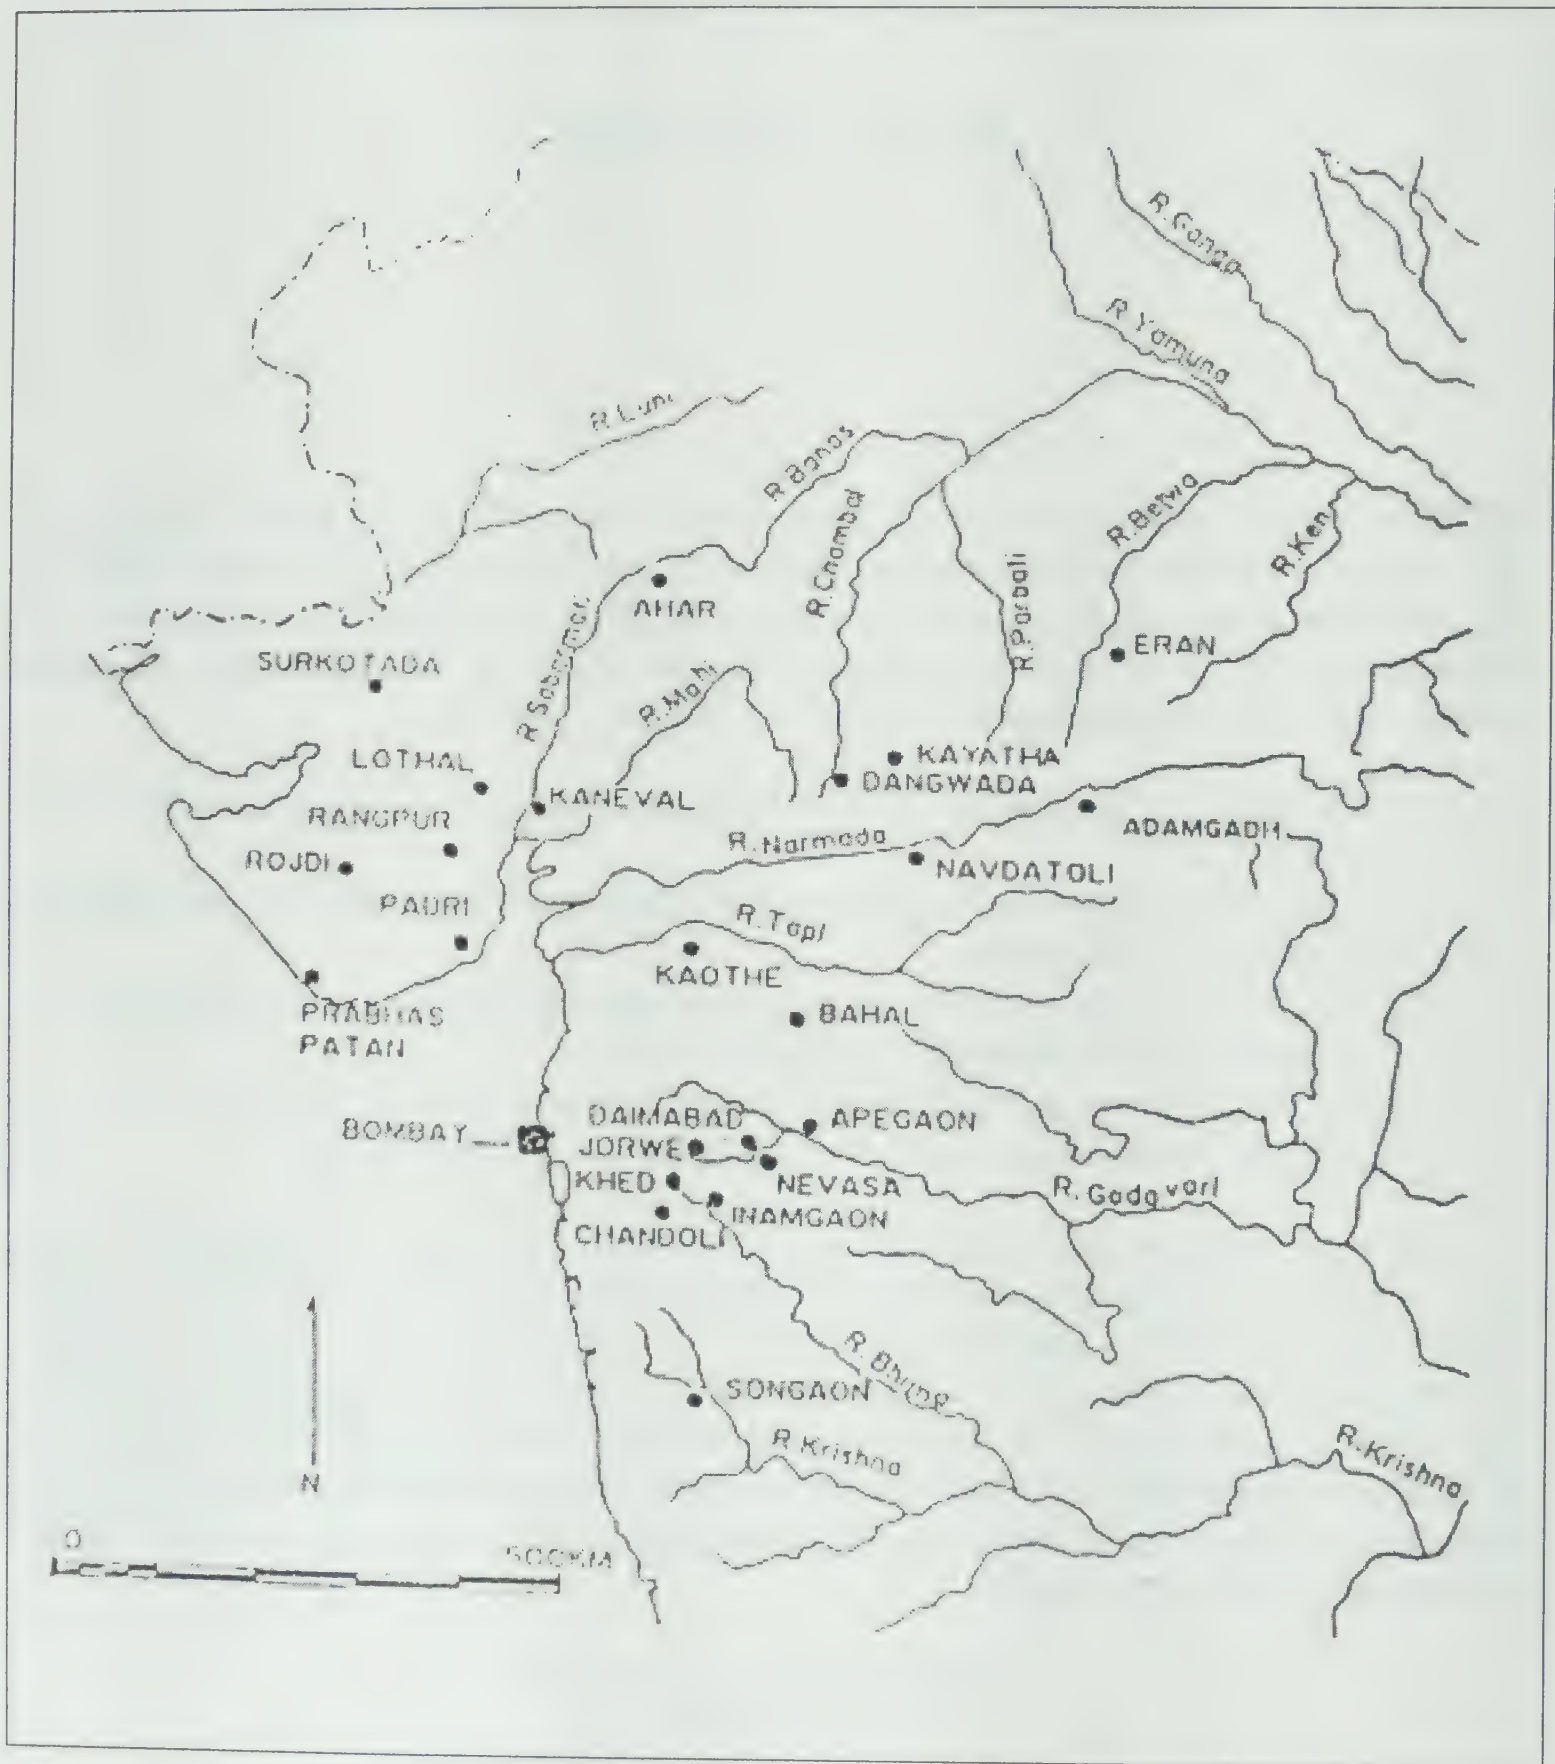 R. Ganga
R. Yamuna
R. Luni
R. Banas
R. Chambal
R. Betwa
R. Ken
R. Parbati
AHAR
ERAN
SURKOTADA
R. Sabarmati
R. Mahi
LOTHAL
KAYATHA
DANGWADA
KANEVAL
RANGPUR
ADAMGADH
R. Narmada
ROJDI
NAVDATOLI
PADRI
R. Tapi
KAOTHE
PRABHAS
PATAN
BAHAL
DAIMABAD
APEGAON
BOMBAY
JORWE
KHED
NEVASA
R. Godavari
INAMGAON
CHANDOLI
R. Bhima
SONGAON
R. Krishna
R. Krishna
N
0
500KM